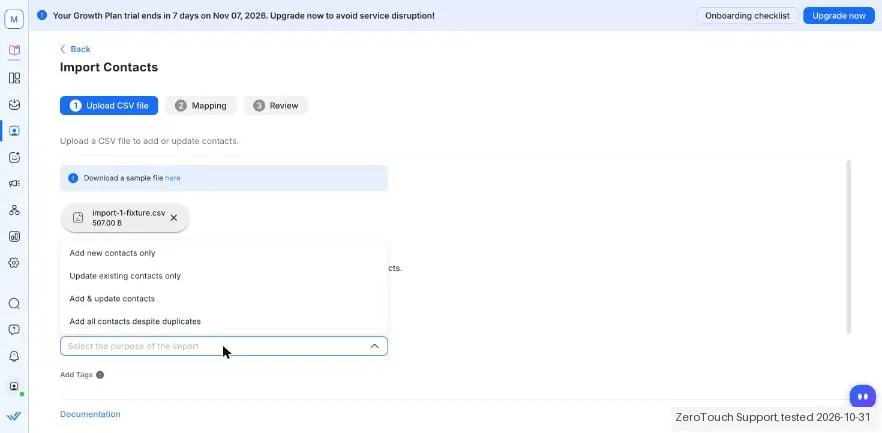 M
Your Growth Plan trial ends in 7 days on Nov 07, 2026. Upgrade now to avoid service disruption!
Onboarding checklist
Upgrade now
Back
Import Contacts
1 Upload CSV file
2 Mapping
3 Review
Upload a CSV file to add or update contacts.
Download a sample file here
import-1-fixture.csv
507.00 B
Add new contacts only
cts.
Update existing contacts only
Add & update contacts
Add all contacts despite duplicates
Select the purpose of the import
Add Tags
Documentation
ZeroTouch Support, tested 2026-10-31